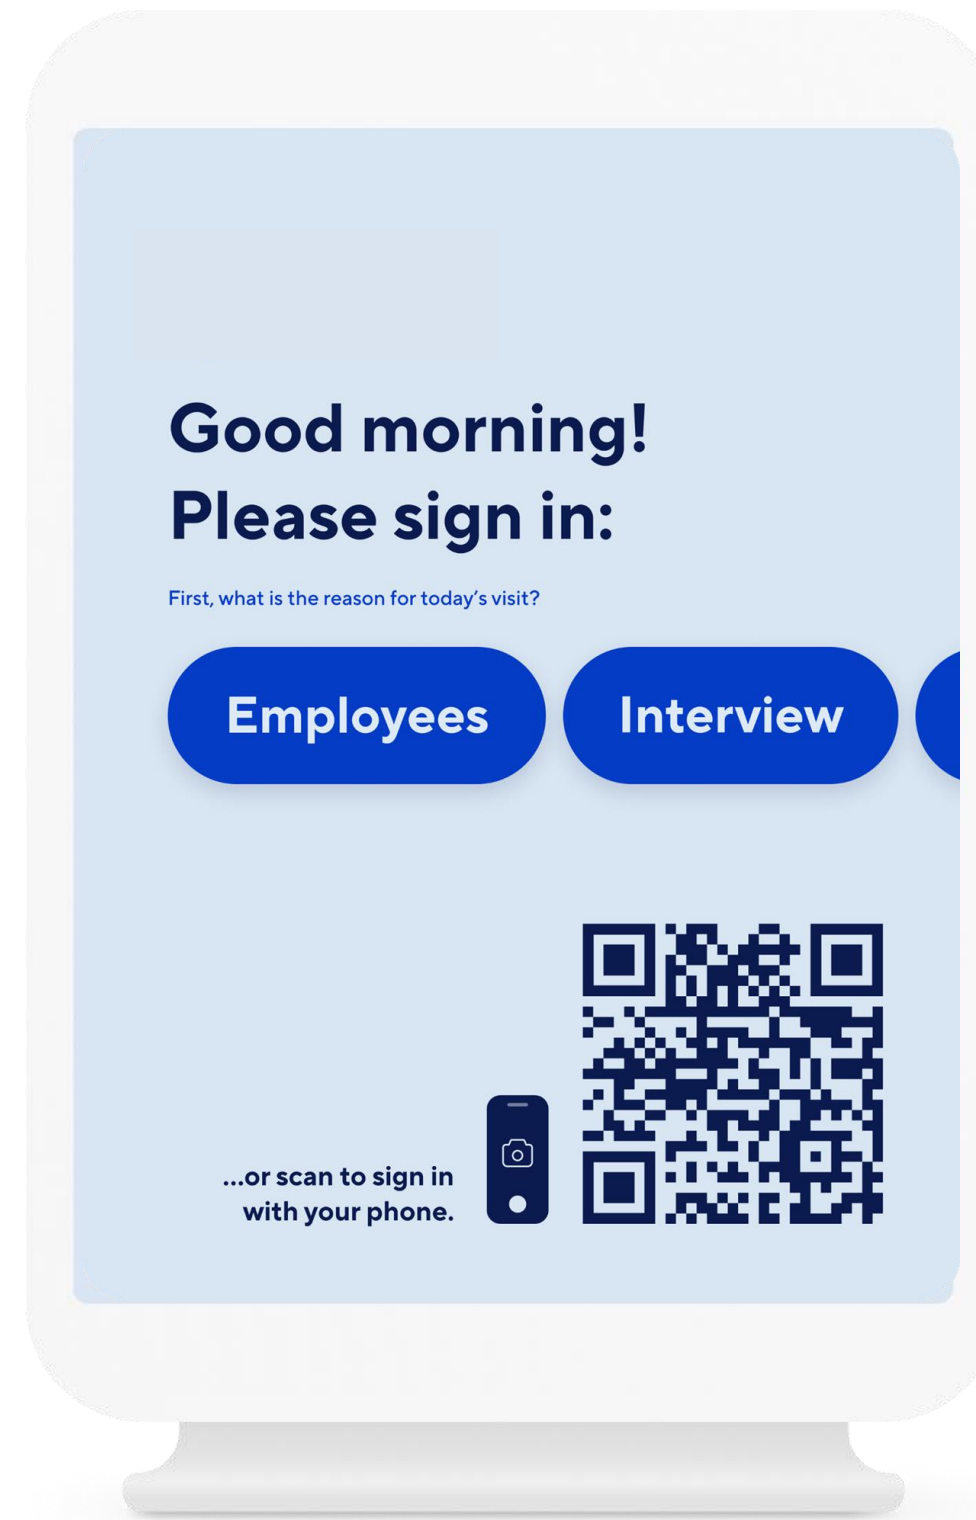 Good morning!
Please sign in:
First, what is the reason for today's visit?
Employees
Interview
...or scan to sign in
with your phone.